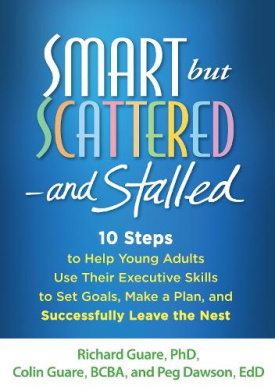 SMART but
SCATTERED
–and Stalled
10 Steps
to Help Young Adults
Use Their Executive Skills
to Set Goals, Make a Plan, and
Successfully Leave the Nest
Richard Guare, PhD,
Colin Guare, BCBA, and Peg Dawson, EdD